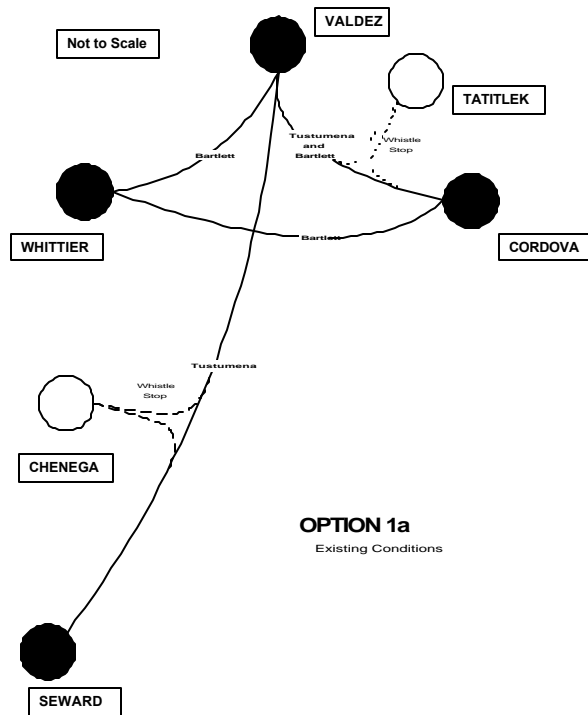 VALDEZ
Not to Scale
TATITLEK
Tustumena
and
Bartlett
Whistle
Stop
Bartlett
WHITTIER
Bartlett
CORDOVA
Tustumena
Whistle
Stop
CHENEGA
OPTION 1a
Existing Conditions
SEWARD